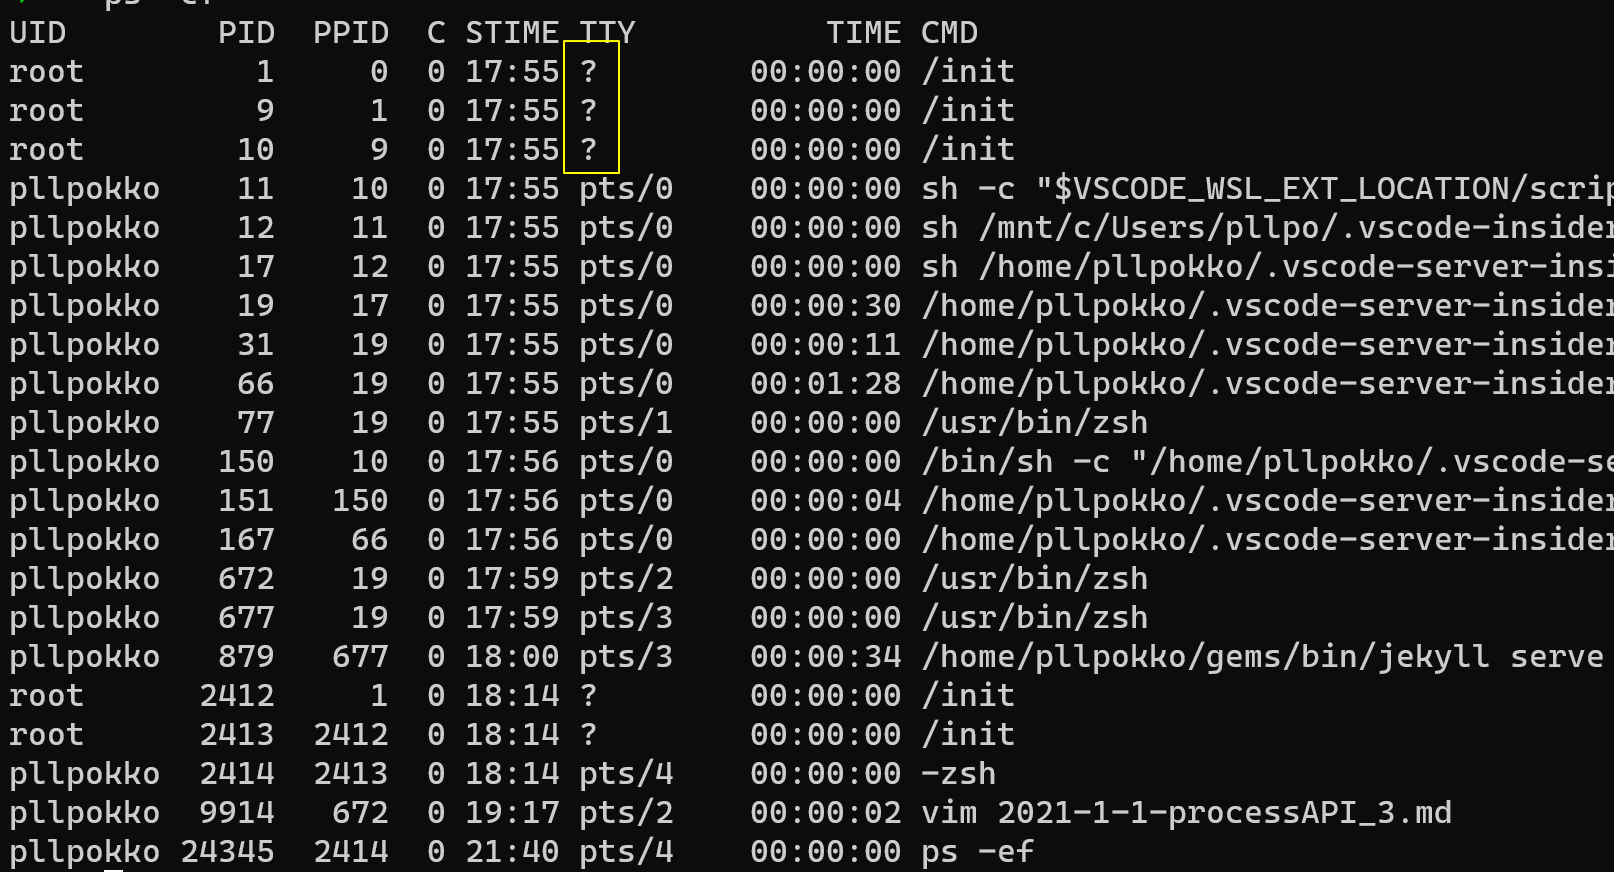 ps -ef
UID        PID  PPID  C STIME TTY          TIME CMD
root         1     0  0 17:55 ?        00:00:00 /init
root         9     1  0 17:55 ?        00:00:00 /init
root        10     9  0 17:55 ?        00:00:00 /init
pllpokko    11    10  0 17:55 pts/0    00:00:00 sh -c "$VSCODE_WSL_EXT_LOCATION/scrip
pllpokko    12    11  0 17:55 pts/0    00:00:00 sh /mnt/c/Users/pllpo/.vscode-insider
pllpokko    17    12  0 17:55 pts/0    00:00:00 sh /home/pllpokko/.vscode-server-insi
pllpokko    19    17  0 17:55 pts/0    00:00:30 /home/pllpokko/.vscode-server-insider
pllpokko    31    19  0 17:55 pts/0    00:00:11 /home/pllpokko/.vscode-server-insider
pllpokko    66    19  0 17:55 pts/0    00:01:28 /home/pllpokko/.vscode-server-insider
pllpokko    77    19  0 17:55 pts/1    00:00:00 /usr/bin/zsh
pllpokko   150    10  0 17:56 pts/0    00:00:00 /bin/sh -c "/home/pllpokko/.vscode-se
pllpokko   151   150  0 17:56 pts/0    00:00:04 /home/pllpokko/.vscode-server-insider
pllpokko   167    66  0 17:56 pts/0    00:00:00 /home/pllpokko/.vscode-server-insider
pllpokko   672    19  0 17:59 pts/2    00:00:00 /usr/bin/zsh
pllpokko   677    19  0 17:59 pts/3    00:00:00 /usr/bin/zsh
pllpokko   879   677  0 18:00 pts/3    00:00:34 /home/pllpokko/gems/bin/jekyll serve
root      2412     1  0 18:14 ?        00:00:00 /init
root      2413  2412  0 18:14 ?        00:00:00 /init
pllpokko  2414  2413  0 18:14 pts/4    00:00:00 -zsh
pllpokko  9914   672  0 19:17 pts/2    00:00:02 vim 2021-1-1-processAPI_3.md
pllpokko 24345  2414  0 21:40 pts/4    00:00:00 ps -ef